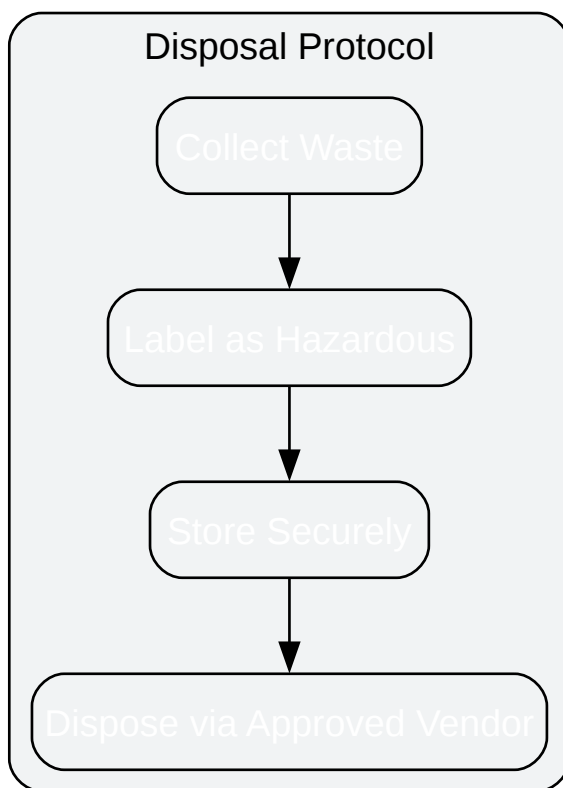 Disposal Protocol
Collect Waste
Label as Hazardous
Store Securely
Dispose via Approved Vendor